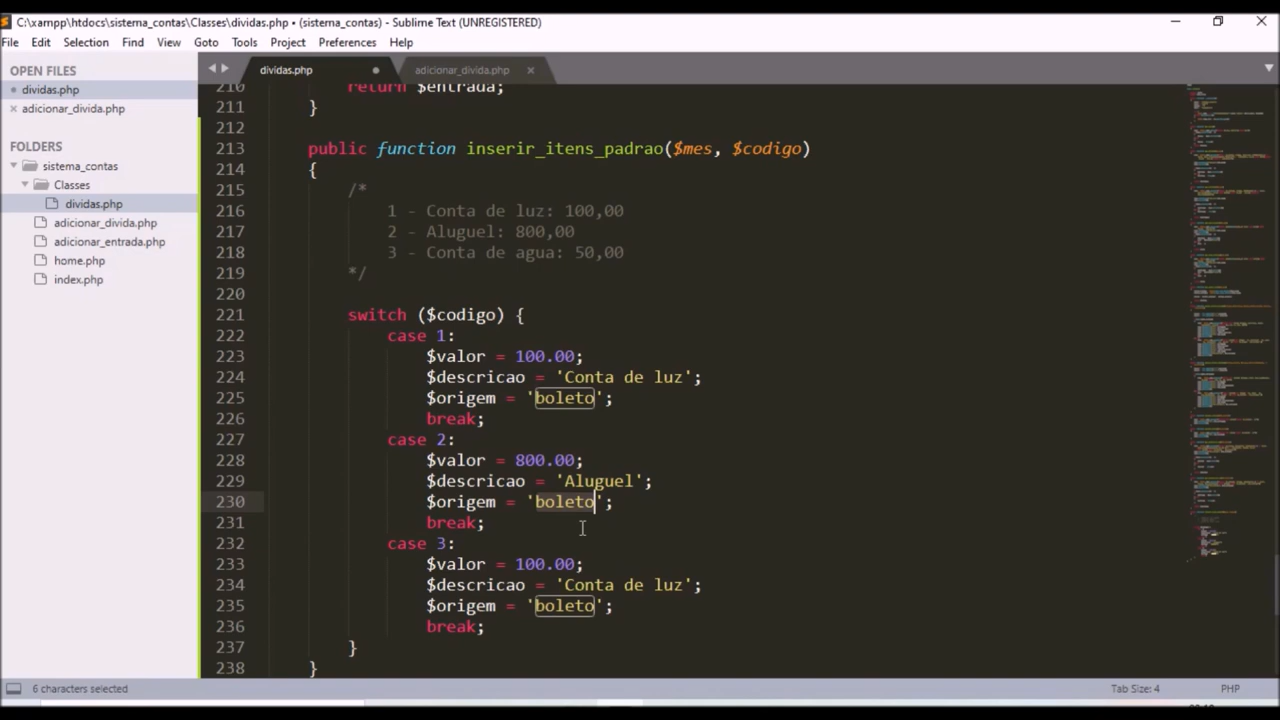 C:\xampp\htdocs\sistema_contas\Classes\dividas.php • (sistema_contas) - Sublime Text (UNREGISTERED)
File Edit Selection Find View Goto Tools Project Preferences Help
OPEN FILES
dividas.php
adicionar_divida.php
FOLDERS
sistema_contas
Classes
dividas.php
adicionar_divida.php
adicionar_entrada.php
home.php
index.php
dividas.php adicionar_divida.php
210 return $entrada;
211 }
212
213 public function inserir_itens_padrao($mes, $codigo)
214 {
215 /*
216 1 - Conta de luz: 100,00
217 2 - Aluguel: 800,00
218 3 - Conta de agua: 50,00
219 */
220
221 switch ($codigo) {
222 case 1:
223 $valor = 100.00;
224 $descricao = 'Conta de luz';
225 $origem = 'boleto';
226 break;
227 case 2:
228 $valor = 800.00;
229 $descricao = 'Aluguel';
230 $origem = 'boleto';
231 break;
232 case 3:
233 $valor = 100.00;
234 $descricao = 'Conta de luz';
235 $origem = 'boleto';
236 break;
237 }
238 }
6 characters selected Tab Size: 4 PHP